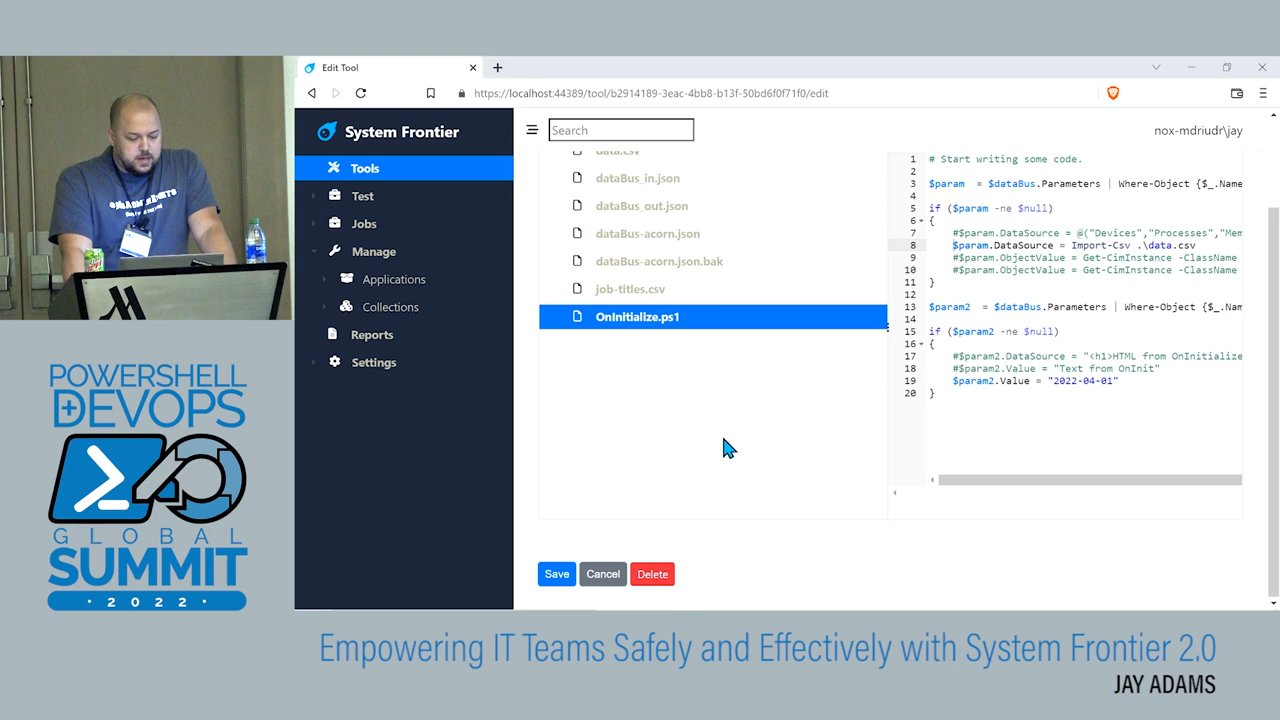 Edit Tool
https://localhost:44389/tool/b2914189-3eac-4bb8-b13f-50bd6f0f71f0/edit
System Frontier
Search
nox-mdriudr\jay
Tools
Test
Jobs
Manage
Applications
Collections
Reports
Settings
data.csv
dataBus_in.json
dataBus_out.json
dataBus-acorn.json
dataBus-acorn.json.bak
job-titles.csv
OnInitialize.ps1
1 # Start writing some code.
2
3 $param = $dataBus.Parameters | Where-Object {$_.Name
4
5 if ($param -ne $null)
6 {
7 #$param.DataSource = @("Devices","Processes","Mem
8 $param.DataSource = Import-Csv .\data.csv
9 #$param.ObjectValue = Get-CimInstance -ClassName
10 #$param.ObjectValue = Get-CimInstance -ClassName
11 }
12
13 $param2 = $dataBus.Parameters | Where-Object {$_.Nam
14
15 if ($param2 -ne $null)
16 {
17 #$param2.DataSource = "<h1>HTML from OnInitialize
18 #$param2.Value = "Text from OnInit"
19 $param2.Value = "2022-04-01"
20 }
Save Cancel Delete
POWERSHELL
+DEVOPS
GLOBAL
SUMMIT
· 2022 ·
Empowering IT Teams Safely and Effectively with System Frontier 2.0
JAY ADAMS